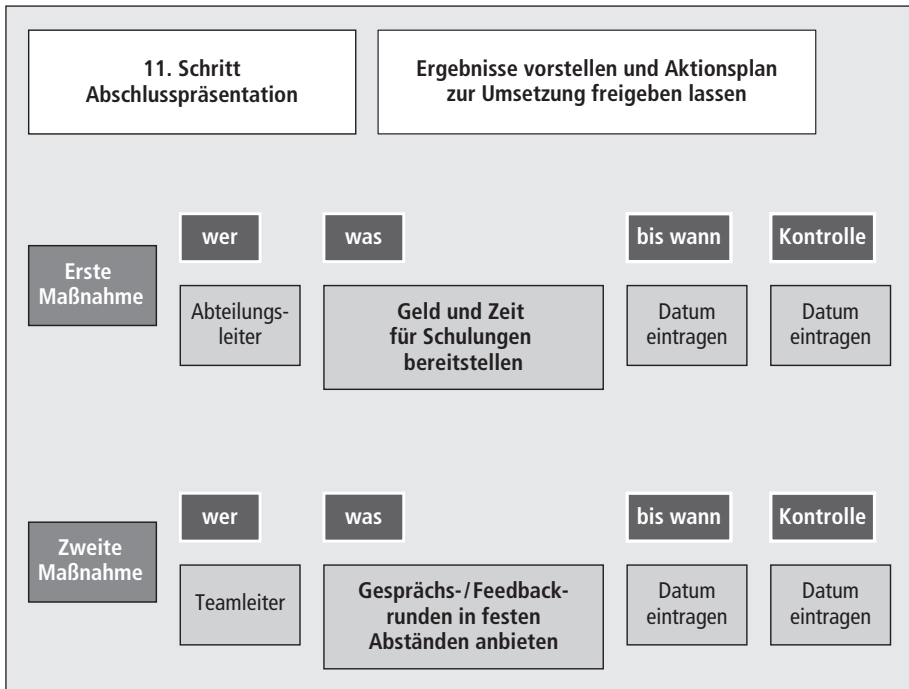 11. Schritt
Abschlusspräsentation
Ergebnisse vorstellen und Aktionsplan
zur Umsetzung freigeben lassen
Erste
Maßnahme
wer
was
bis wann
Kontrolle
Abteilungs-
leiter
Geld und Zeit
für Schulungen
bereitstellen
Datum
eintragen
Datum
eintragen
Zweite
Maßnahme
wer
was
bis wann
Kontrolle
Teamleiter
Gesprächs-/Feedback-
runden in festen
Abständen anbieten
Datum
eintragen
Datum
eintragen